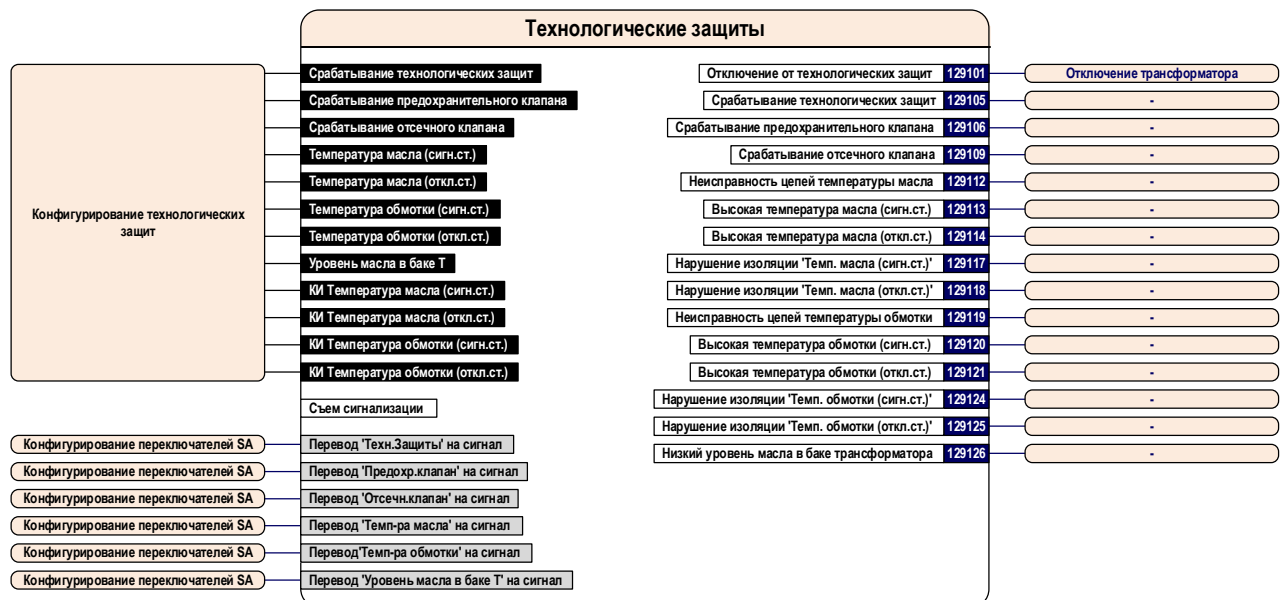 Технологические защиты
Конфигурирование технологических
защит
Срабатывание технологических защит
Срабатывание предохранительного клапана
Срабатывание отсечного клапана
Температура масла (сигн.ст.)
Температура масла (откл.ст.)
Температура обмотки (сигн.ст.)
Температура обмотки (откл.ст.)
Уровень масла в баке Т
КИ Температура масла (сигн.ст.)
КИ Температура масла (откл.ст.)
КИ Температура обмотки (сигн.ст.)
КИ Температура обмотки (откл.ст.)
Съем сигнализации
Конфигурирование переключателей SA Перевод 'Техн.Защиты' на сигнал
Конфигурирование переключателей SA Перевод 'Предохр.клапан' на сигнал
Конфигурирование переключателей SA Перевод 'Отсечн.клапан' на сигнал
Конфигурирование переключателей SA Перевод 'Темп-ра масла' на сигнал
Конфигурирование переключателей SA Перевод'Темп-ра обмотки' на сигнал
Конфигурирование переключателей SA Перевод 'Уровень масла в баке Т' на сигнал
Отключение от технологических защит 129101 Отключение трансформатора
Срабатывание технологических защит 129105 -
Срабатывание предохранительного клапана 129106 -
Срабатывание отсечного клапана 129109 -
Неисправность цепей температуры масла 129112 -
Высокая температура масла (сигн.ст.) 129113 -
Высокая температура масла (откл.ст.) 129114 -
Нарушение изоляции 'Темп. масла (сигн.ст.)' 129117 -
Нарушение изоляции 'Темп. масла (откл.ст.)' 129118 -
Неисправность цепей температуры обмотки 129119 -
Высокая температура обмотки (сигн.ст.) 129120 -
Высокая температура обмотки (откл.ст.) 129121 -
Нарушение изоляции 'Темп. обмотки (сигн.ст.)' 129124 -
Нарушение изоляции 'Темп. обмотки (откл.ст.)' 129125 -
Низкий уровень масла в баке трансформатора 129126 -